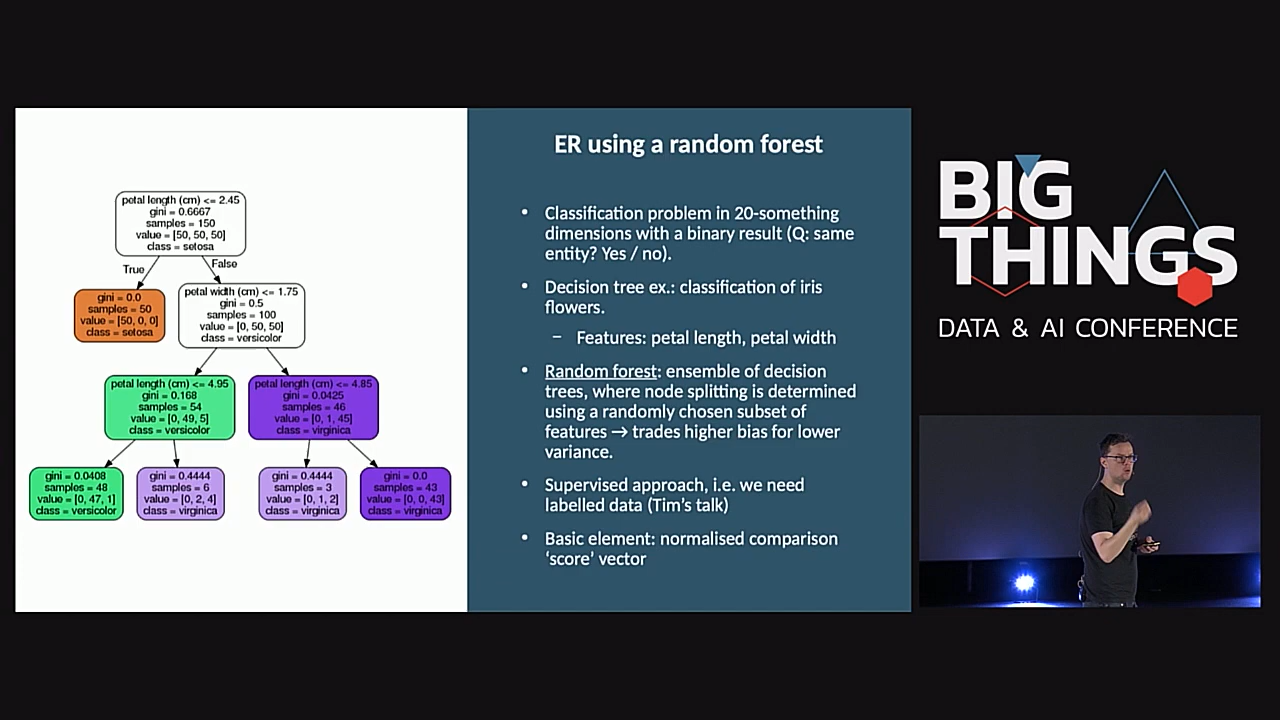 petal length (cm) <= 2.45
gini = 0.6667
samples = 150
value = [50, 50, 50]
class = setosa
True
False
gini = 0.0
samples = 50
value = [50, 0, 0]
class = setosa
petal width (cm) <= 1.75
gini = 0.5
samples = 100
value = [0, 50, 50]
class = versicolor
petal length (cm) <= 4.95
gini = 0.168
samples = 54
value = [0, 49, 5]
class = versicolor
petal length (cm) <= 4.85
gini = 0.0425
samples = 46
value = [0, 1, 45]
class = virginica
gini = 0.0408
samples = 48
value = [0, 47, 1]
class = versicolor
gini = 0.4444
samples = 6
value = [0, 2, 4]
class = virginica
gini = 0.4444
samples = 3
value = [0, 1, 2]
class = virginica
gini = 0.0
samples = 43
value = [0, 0, 43]
class = virginica
ER using a random forest
• Classification problem in 20-something
dimensions with a binary result (Q: same
entity? Yes / no).
• Decision tree ex.: classification of iris
flowers.
– Features: petal length, petal width
• Random forest: ensemble of decision
trees, where node splitting is determined
using a randomly chosen subset of
features → trades higher bias for lower
variance.
• Supervised approach, i.e. we need
labelled data (Tim's talk)
• Basic element: normalised comparison
‘score’ vector
BIG
THINGS
DATA & AI CONFERENCE